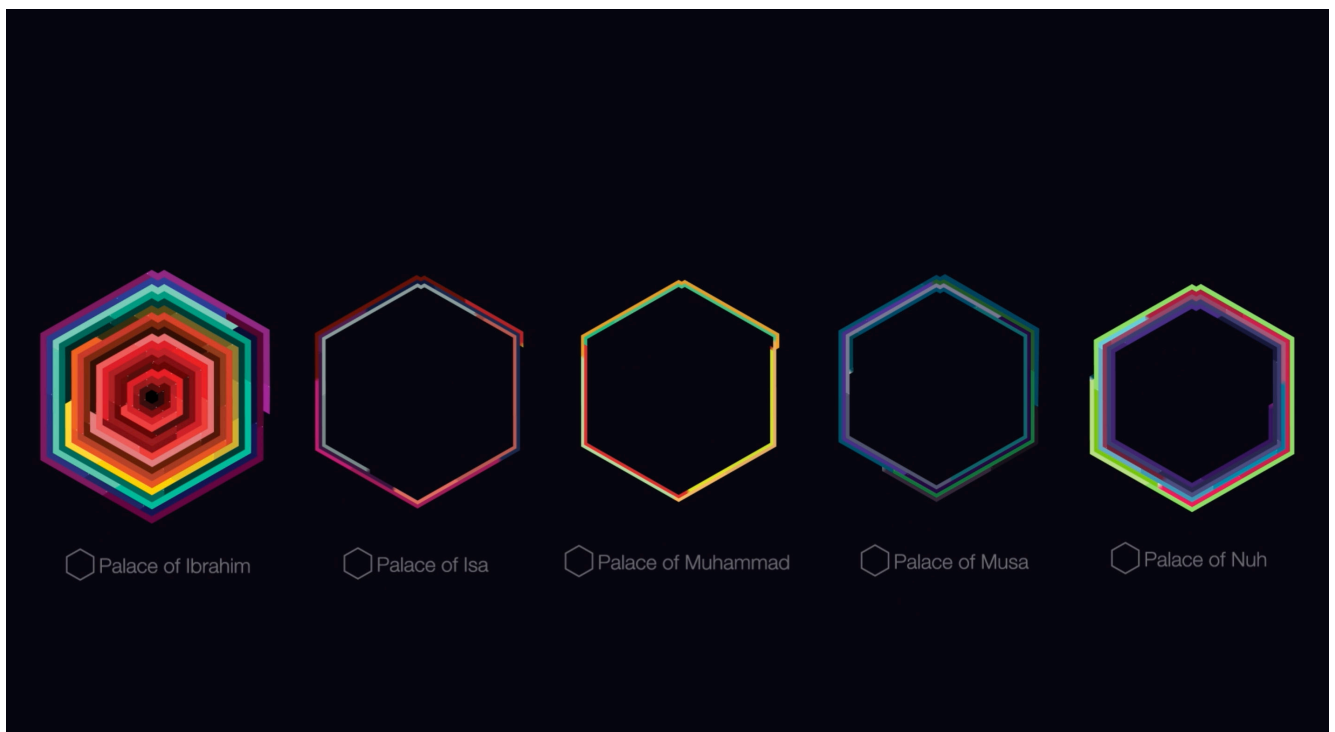 Palace of Ibrahim
Palace of Isa
Palace of Muhammad
Palace of Musa
Palace of Nuh